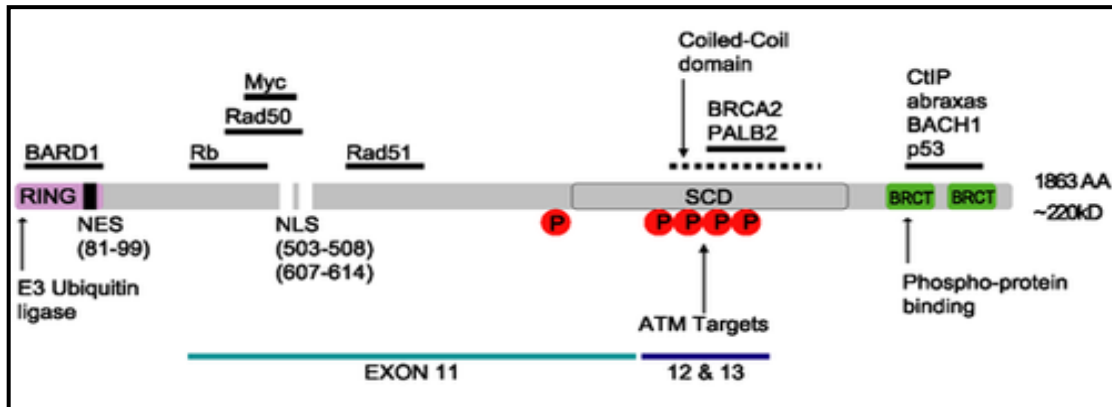 Coiled-Coil
domain
Myc
Rad50
BARD1
Rb
Rad51
BRCA2
PALB2
CtIP
abraxas
BACH1
p53
RING
SCD
BRCT
BRCT
1863 AA
~220kD
P
P
P
P
P
NES
(81-99)
NLS
(503-508)
(607-614)
E3 Ubiquitin
ligase
ATM Targets
Phospho-protein
binding
EXON 11
12 & 13